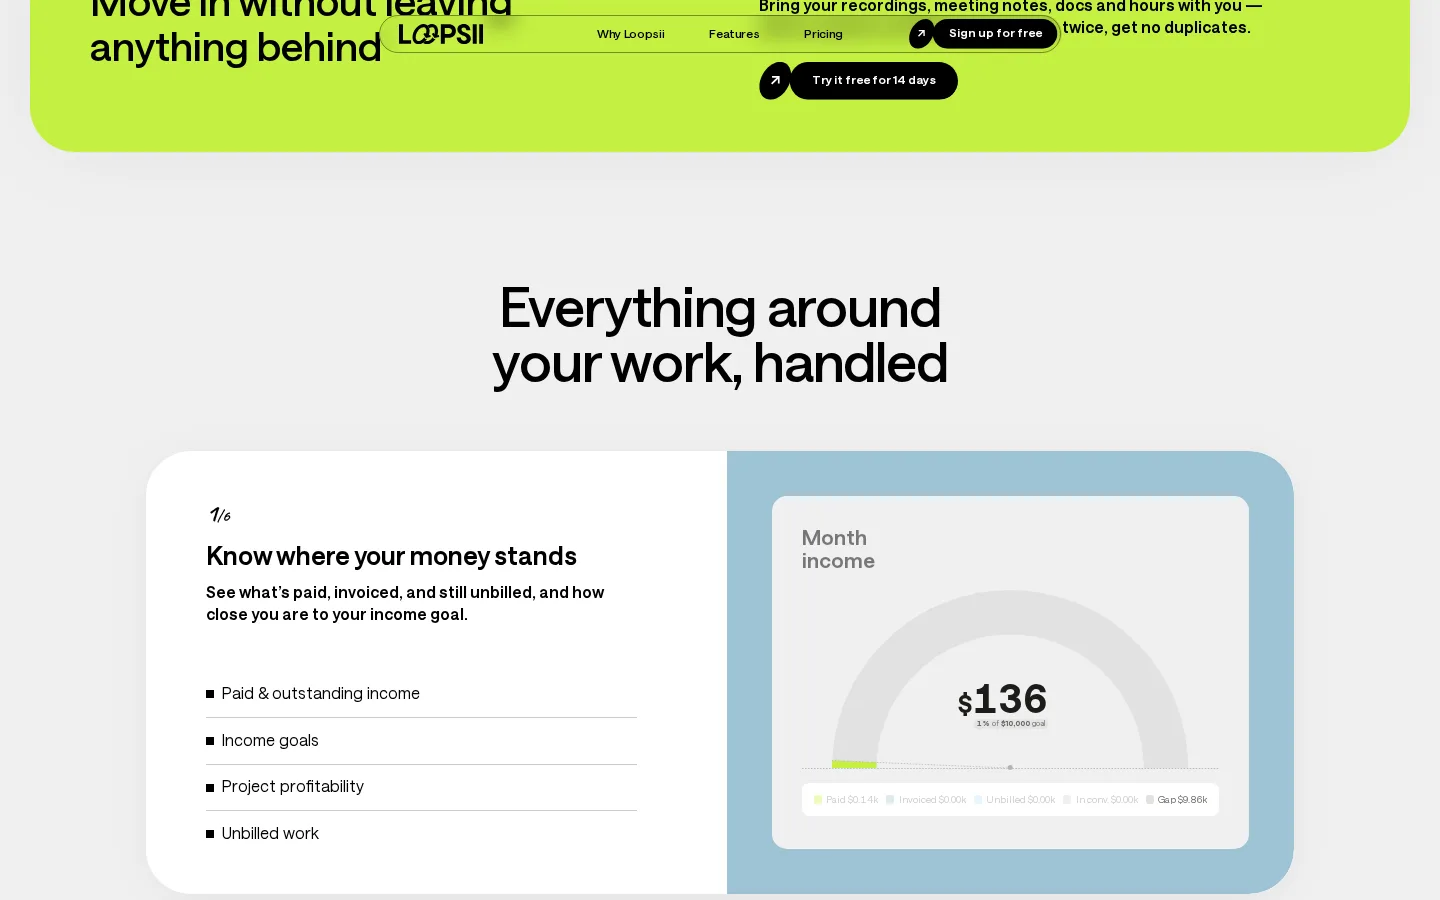 Move in without leaving
anything behind
Bring your recordings, meeting notes, docs and hours with you —
twice, get no duplicates.
LOOPSII
Why Loopsii
Features
Pricing
Sign up for free
Try it free for 14 days
Everything around
your work, handled
1/6
Know where your money stands
See what’s paid, invoiced, and still unbilled, and how
close you are to your income goal.
Paid & outstanding income
Income goals
Project profitability
Unbilled work
Month
income
$136
1% of $10,000 goal
Paid $0.14k
Invoiced $0.00k
Unbilled $0.00k
In conv. $0.00k
Gap $9.86k